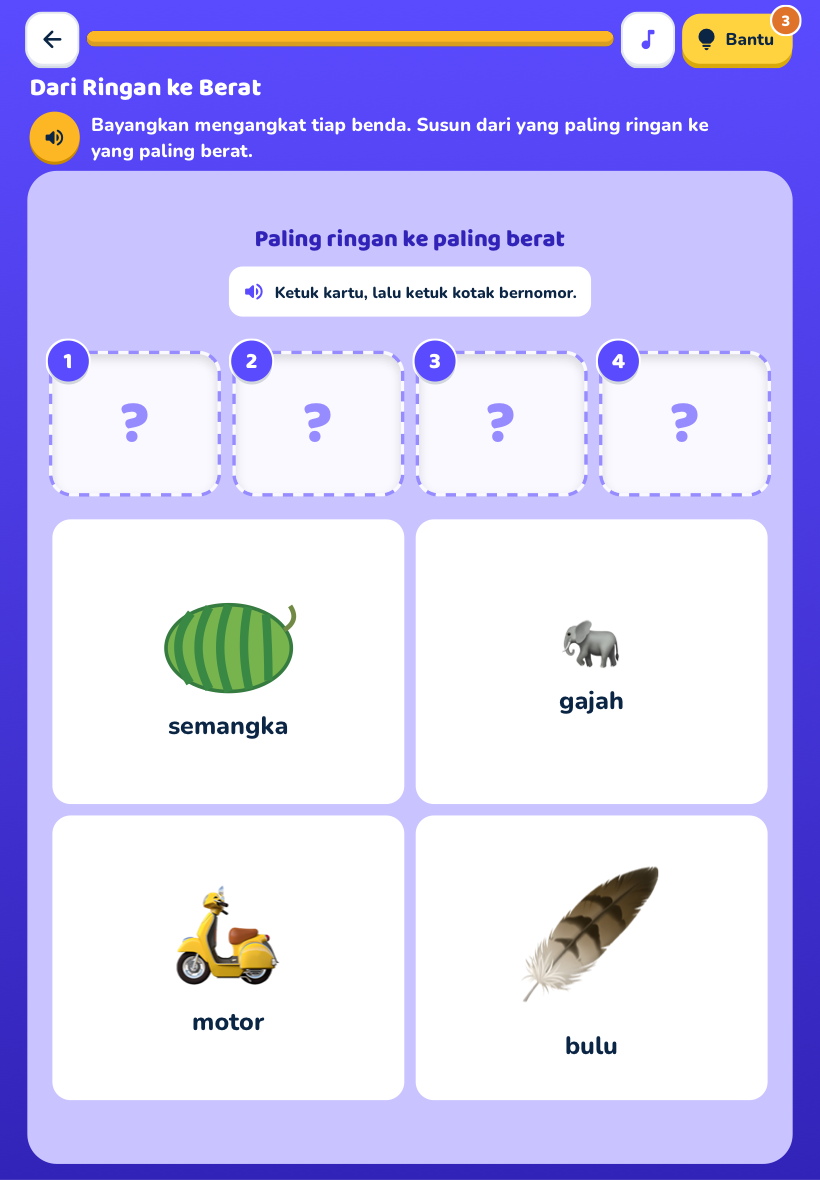 3
Bantu
Dari Ringan ke Berat
Bayangkan mengangkat tiap benda. Susun dari yang paling ringan ke
yang paling berat.
Paling ringan ke paling berat
Ketuk kartu, lalu ketuk kotak bernomor.
1 2 3 4
? ? ? ?
semangka
gajah
motor
bulu